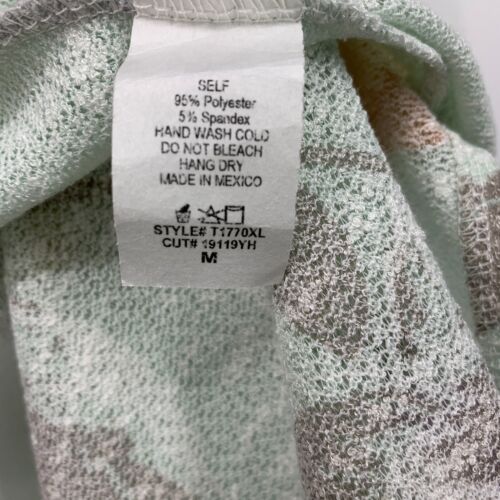 SELF
95% Polyester
5% Spandex
HAND WASH COLD
DO NOT BLEACH
HANG DRY
MADE IN MEXICO
STYLE# T1770XL
CUT# 19119YH
M